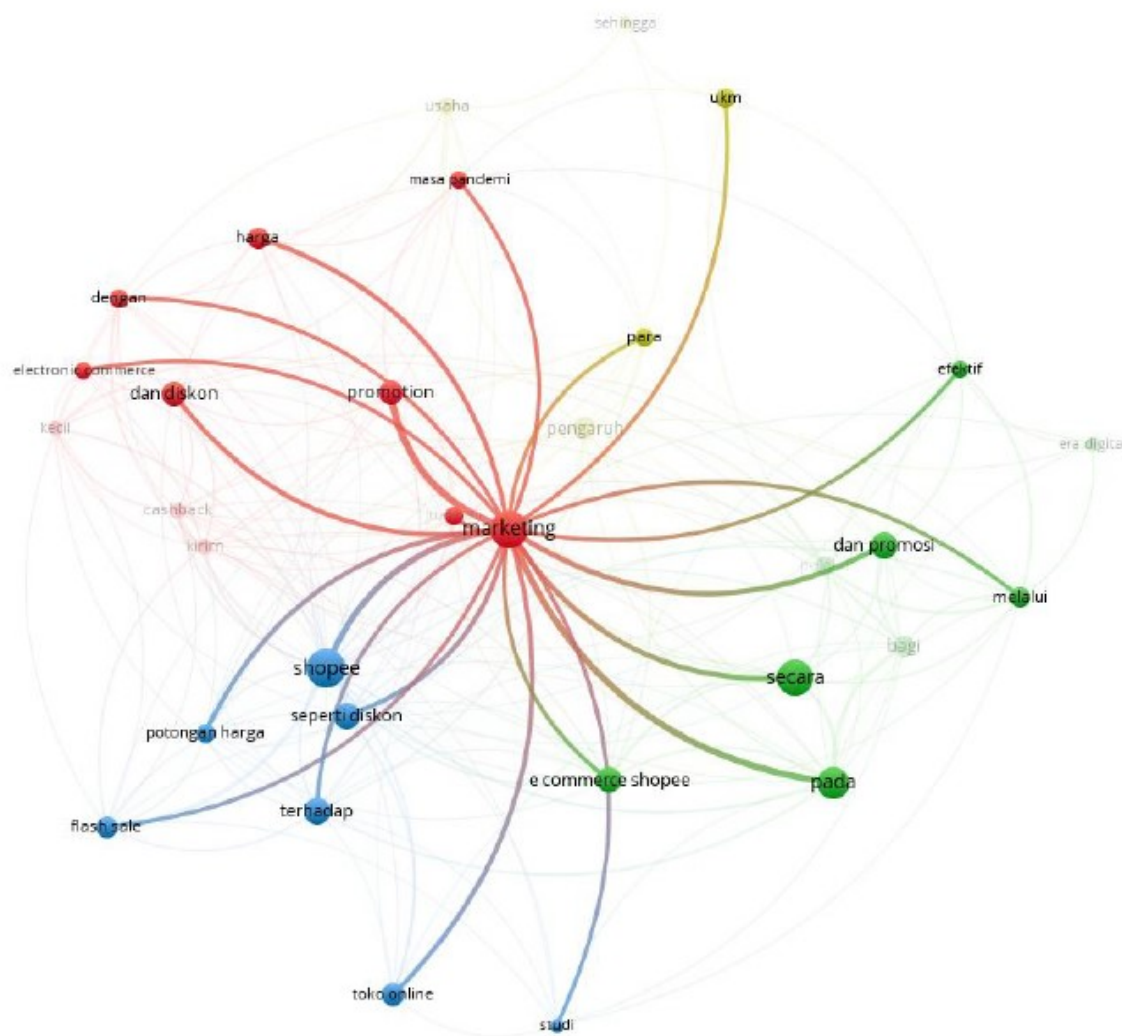 sehingga
ukm
usaha
masa pandemi
harga
dengan
para
electronic commerce
efektif
dan diskon
promotion
kecil
pengaruh
era digital
cashback
marketing
kirim
dan promosi
melalui
bagi
shopee
secara
seperti diskon
potongan harga
e commerce shopee
pada
terhadap
flash sale
toko online
studi